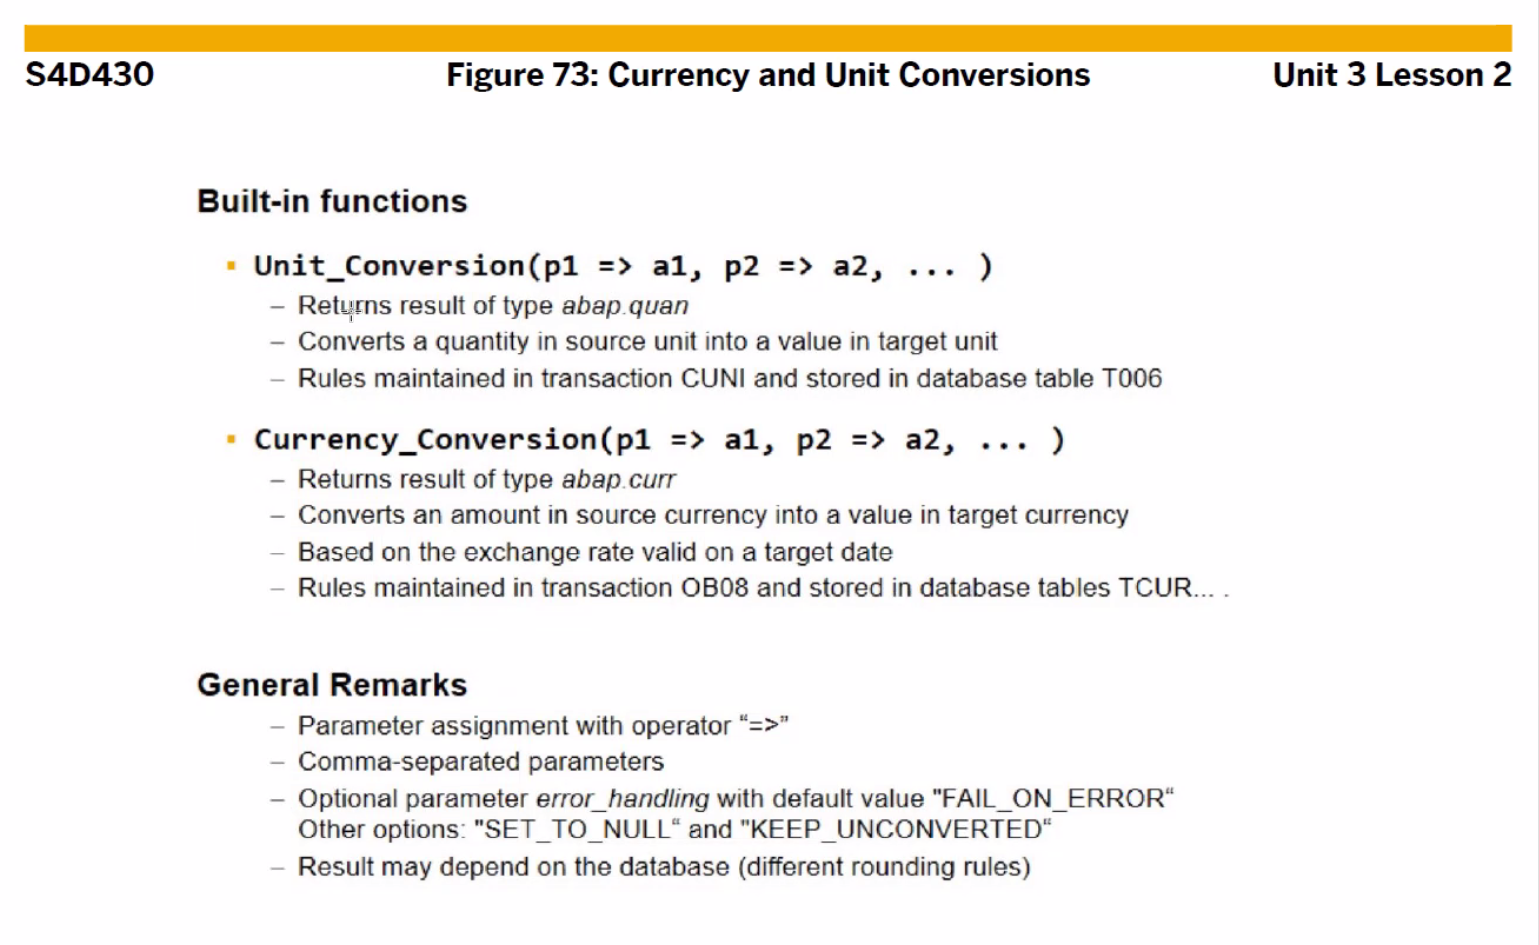 S4D430 Figure 73: Currency and Unit Conversions Unit 3 Lesson 2
Built-in functions
▪ Unit_Conversion(p1 => a1, p2 => a2, ... )
– Returns result of type abap.quan
– Converts a quantity in source unit into a value in target unit
– Rules maintained in transaction CUNI and stored in database table T006
▪ Currency_Conversion(p1 => a1, p2 => a2, ... )
– Returns result of type abap.curr
– Converts an amount in source currency into a value in target currency
– Based on the exchange rate valid on a target date
– Rules maintained in transaction OB08 and stored in database tables TCUR... .
General Remarks
– Parameter assignment with operator “=>”
– Comma-separated parameters
– Optional parameter error_handling with default value "FAIL_ON_ERROR“
Other options: "SET_TO_NULL“ and "KEEP_UNCONVERTED“
– Result may depend on the database (different rounding rules)